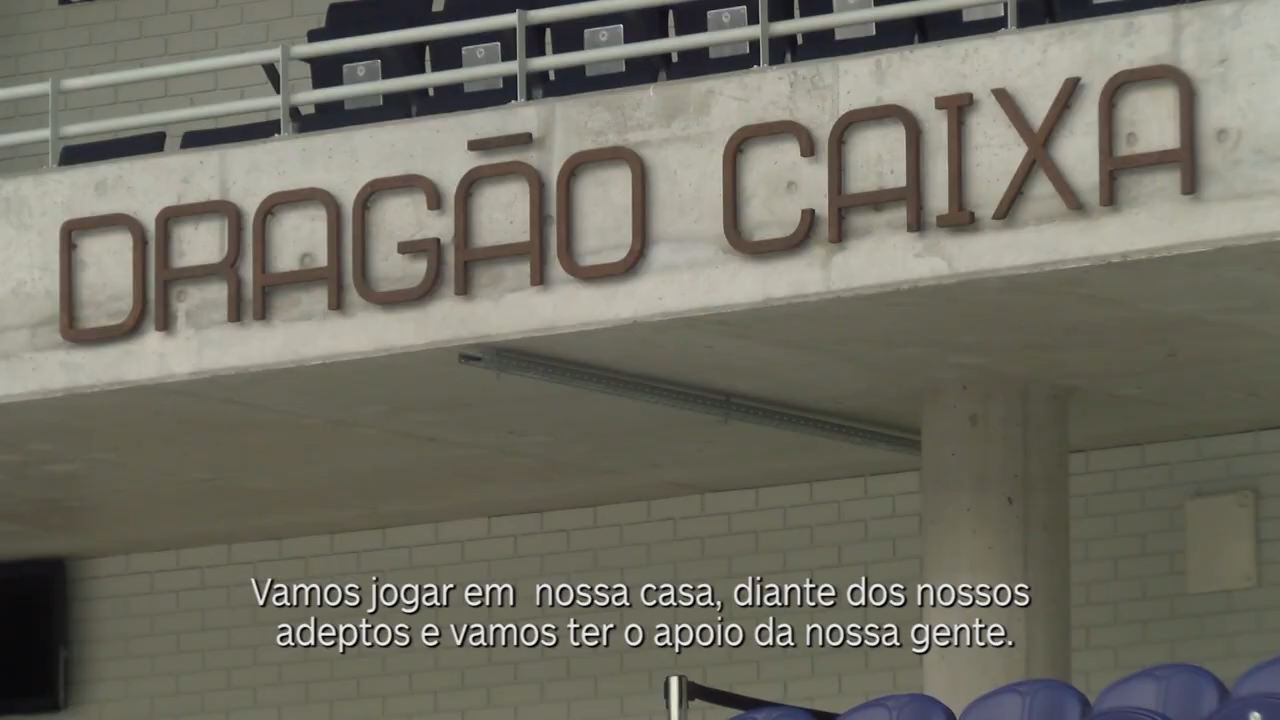 DRAGÃO CAIXA
Vamos jogar em  nossa casa, diante dos nossos
adeptos e vamos ter o apoio da nossa gente.